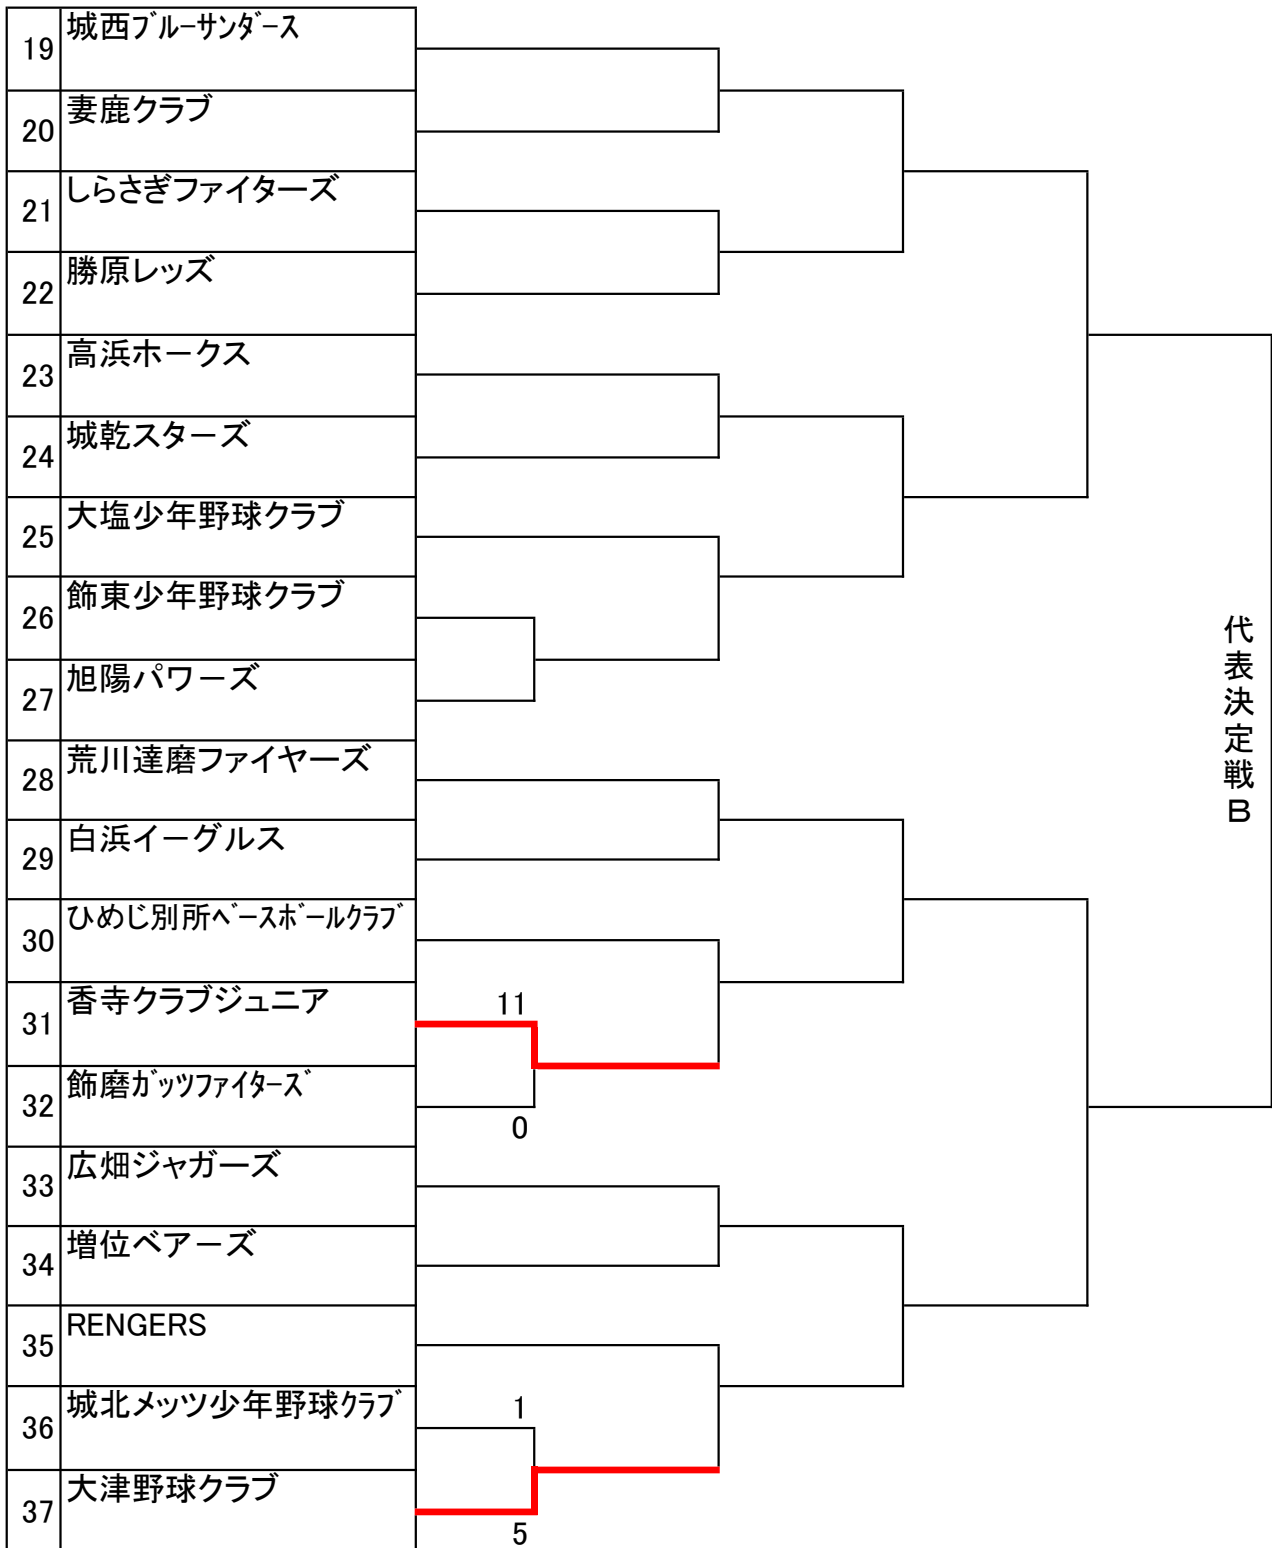 19 城西ﾌﾞﾙｰｻﾝﾀﾞｰｽ
20 妻鹿クラブ
21 しらさぎファイターズ
22 勝原レッズ
23 高浜ホークス
24 城乾スターズ
25 大塩少年野球クラブ
26 飾東少年野球クラブ
27 旭陽パワーズ
28 荒川達磨ファイヤーズ
29 白浜イーグルス
30 ひめじ別所ﾍﾞｰｽﾎﾞｰﾙｸﾗﾌﾞ
31 香寺クラブジュニア 11
32 飾磨ｶﾞｯﾂﾌｧｲﾀｰｽﾞ 0
33 広畑ジャガーズ
34 増位ベアーズ
35 RENGERS
36 城北メッツ少年野球ｸﾗﾌﾞ 1
37 大津野球クラブ 5
代表決定戦B